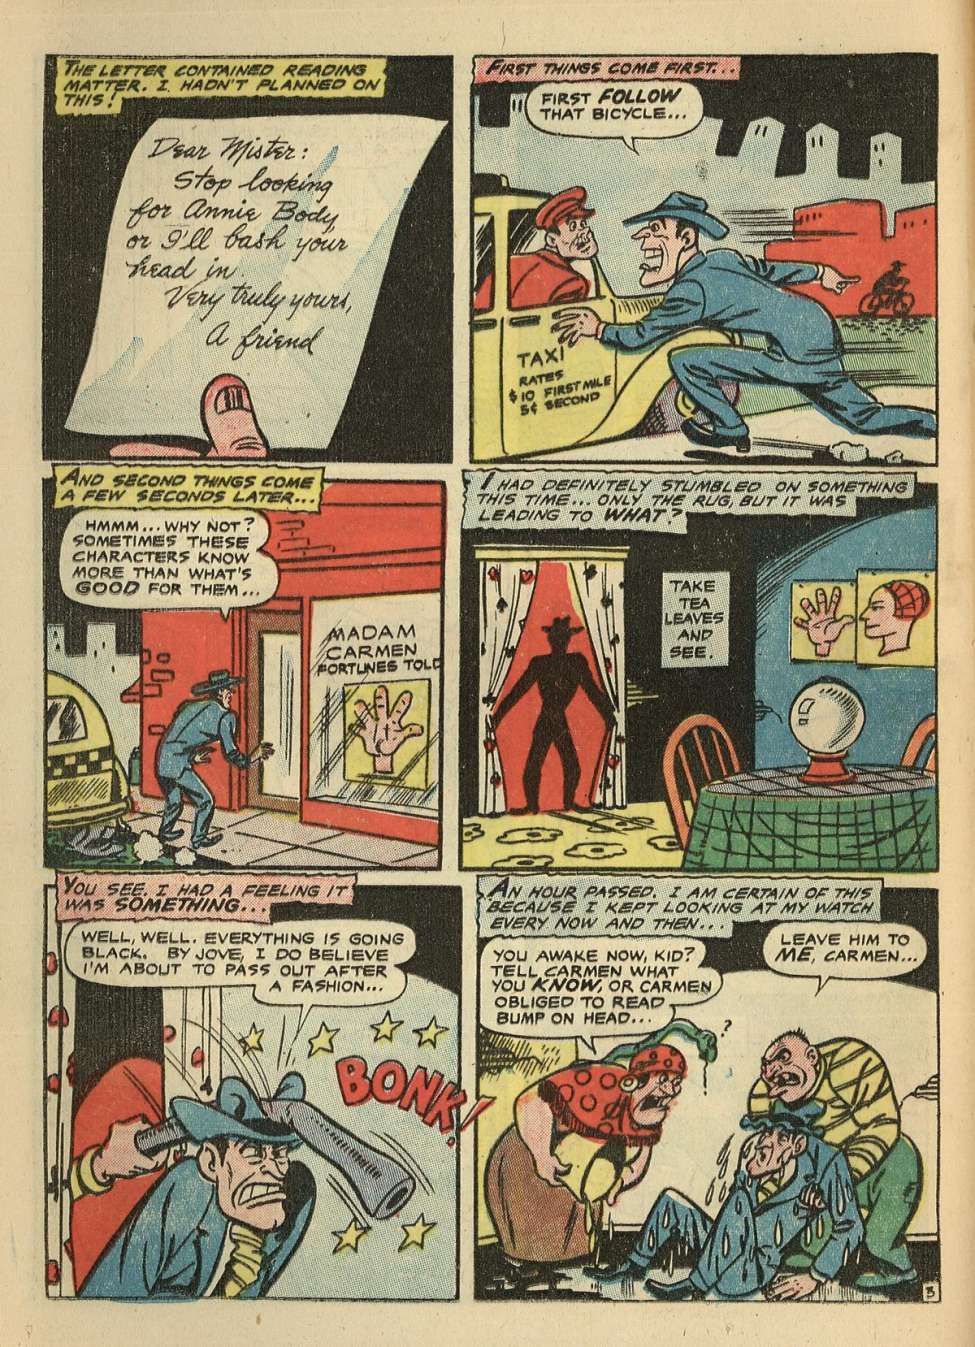 THE LETTER CONTAINED READING
MATTER. I HADN'T PLANNED ON
THIS!
Dear Mister:
Stop looking
for Annie Body
or I'll bash your
head in.
Very truly yours,
A friend
FIRST THINGS COME FIRST...
FIRST FOLLOW
THAT BICYCLE...
TAXI
RATES
$10 FIRST MILE
5¢ SECOND
AND SECOND THINGS COME
A FEW SECONDS LATER...
HMMM... WHY NOT?
SOMETIMES THESE
CHARACTERS KNOW
MORE THAN WHAT'S
GOOD FOR THEM...
MADAM
CARMEN
FORTUNES TOLD
I HAD DEFINITELY STUMBLED ON SOMETHING
THIS TIME... ONLY THE RUG, BUT IT WAS
LEADING TO WHAT?
TAKE
TEA
LEAVES
AND
SEE.
YOU SEE, I HAD A FEELING IT
WAS SOMETHING...
WELL, WELL. EVERYTHING IS GOING
BLACK. BY JOVE, I DO BELIEVE
I'M ABOUT TO PASS OUT AFTER
A FASHION...
BONK!
AN HOUR PASSED. I AM CERTAIN OF THIS
BECAUSE I KEPT LOOKING AT MY WATCH
EVERY NOW AND THEN...
YOU AWAKE NOW, KID?
TELL CARMEN WHAT
YOU KNOW, OR CARMEN
OBLIGED TO READ
BUMP ON HEAD...
LEAVE HIM TO
ME, CARMEN...
?
3